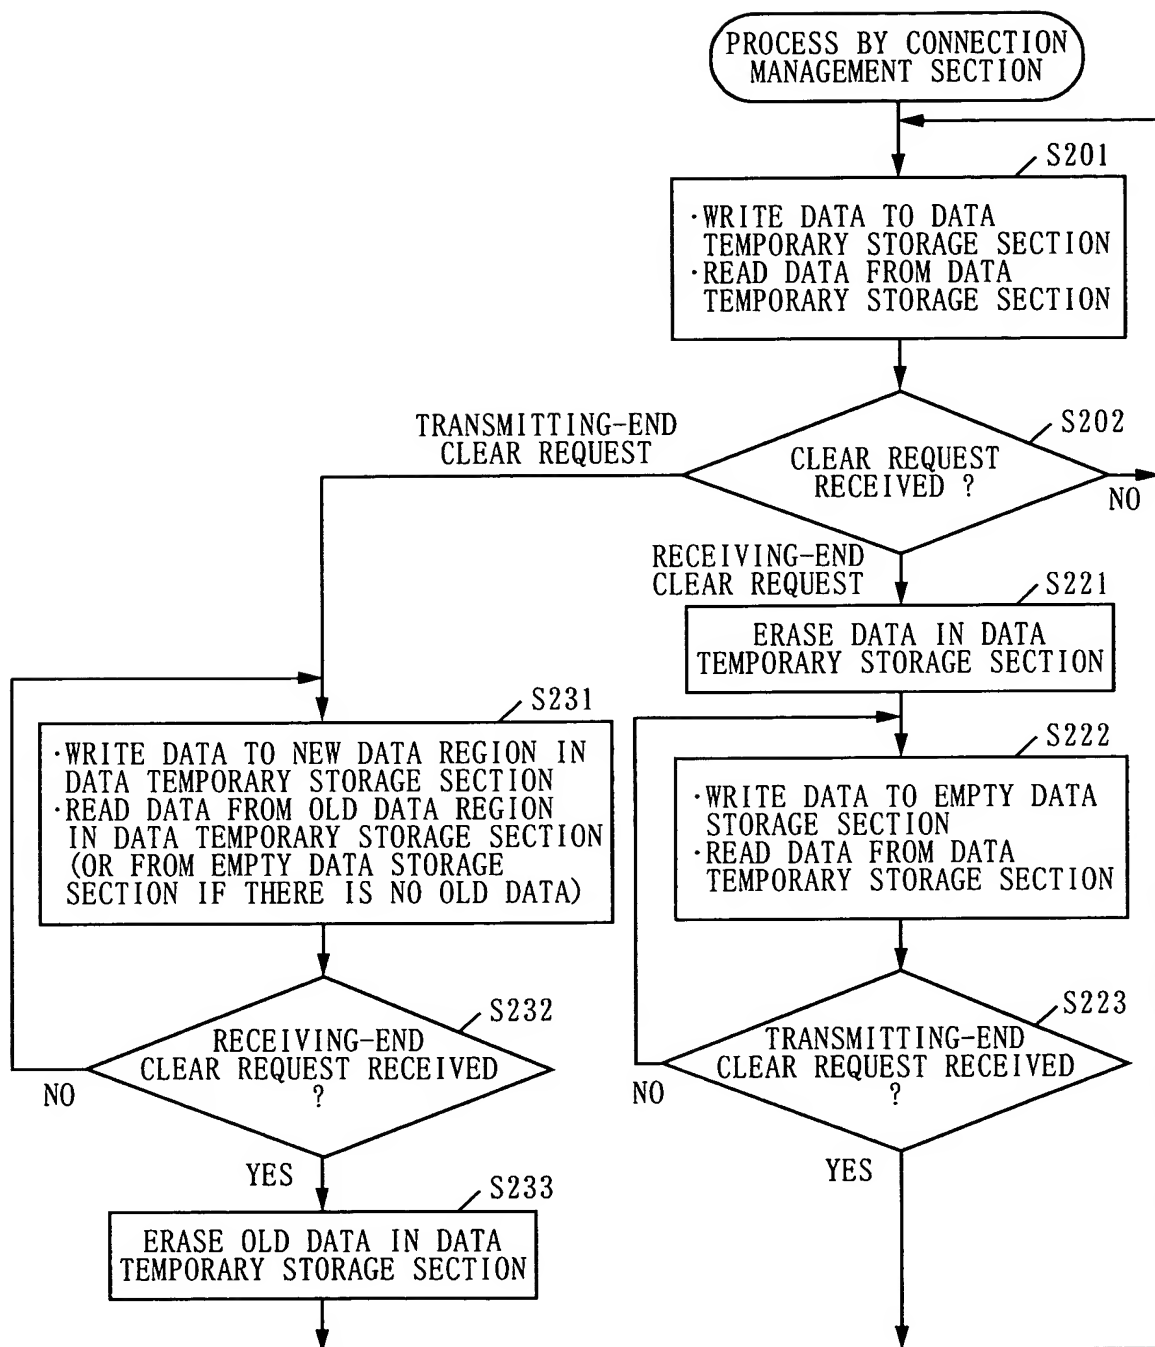 PROCESS BY CONNECTION
MANAGEMENT SECTION
S201
·WRITE DATA TO DATA
TEMPORARY STORAGE SECTION
·READ DATA FROM DATA
TEMPORARY STORAGE SECTION
S202
CLEAR REQUEST
RECEIVED ?
TRANSMITTING-END
CLEAR REQUEST
NO
RECEIVING-END
CLEAR REQUEST
S221
ERASE DATA IN DATA
TEMPORARY STORAGE SECTION
S231
·WRITE DATA TO NEW DATA REGION IN
DATA TEMPORARY STORAGE SECTION
·READ DATA FROM OLD DATA REGION
IN DATA TEMPORARY STORAGE SECTION
(OR FROM EMPTY DATA STORAGE
SECTION IF THERE IS NO OLD DATA)
S222
·WRITE DATA TO EMPTY DATA
STORAGE SECTION
·READ DATA FROM DATA
TEMPORARY STORAGE SECTION
S232
RECEIVING-END
CLEAR REQUEST RECEIVED
?
NO
YES
S223
TRANSMITTING-END
CLEAR REQUEST RECEIVED
?
NO
YES
S233
ERASE OLD DATA IN DATA
TEMPORARY STORAGE SECTION